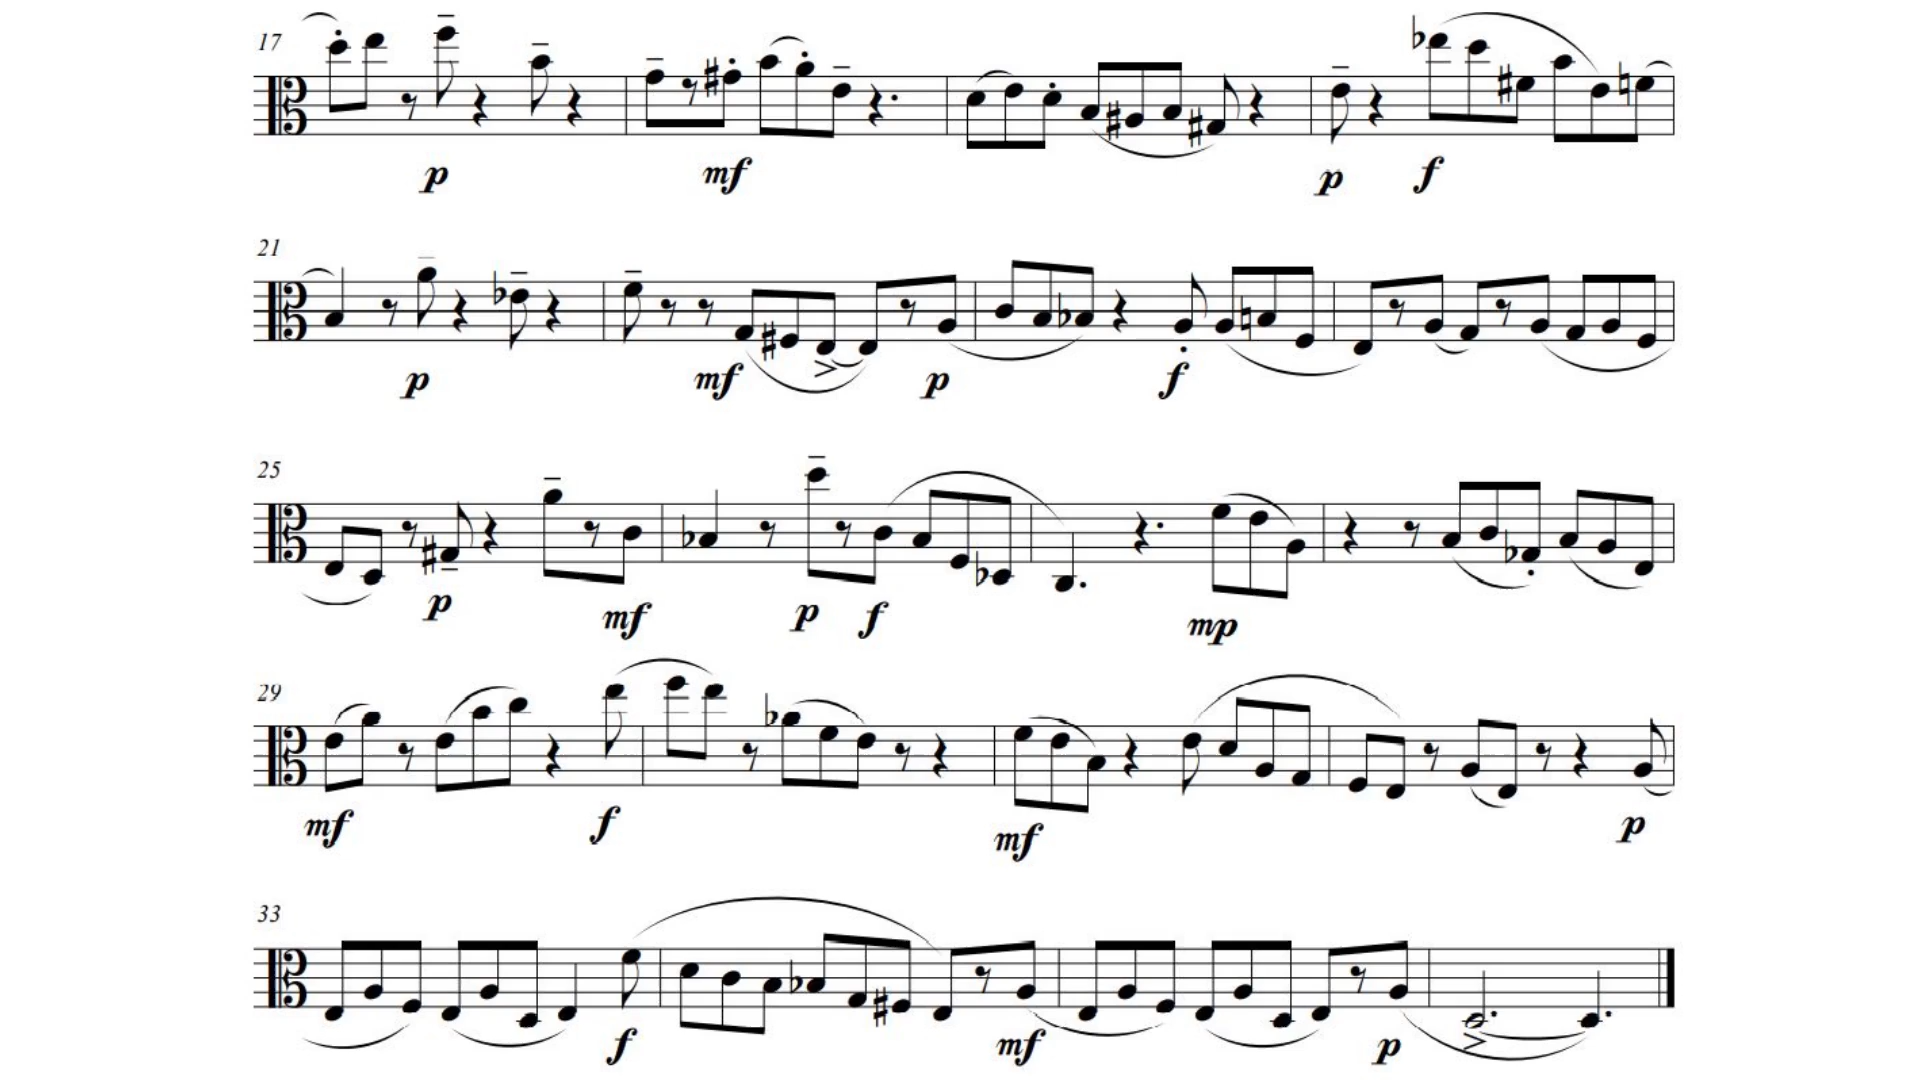 17
p mf p f
21
p mf p f
25
p mf p f mp
29
mf f mf p
33
f mf p